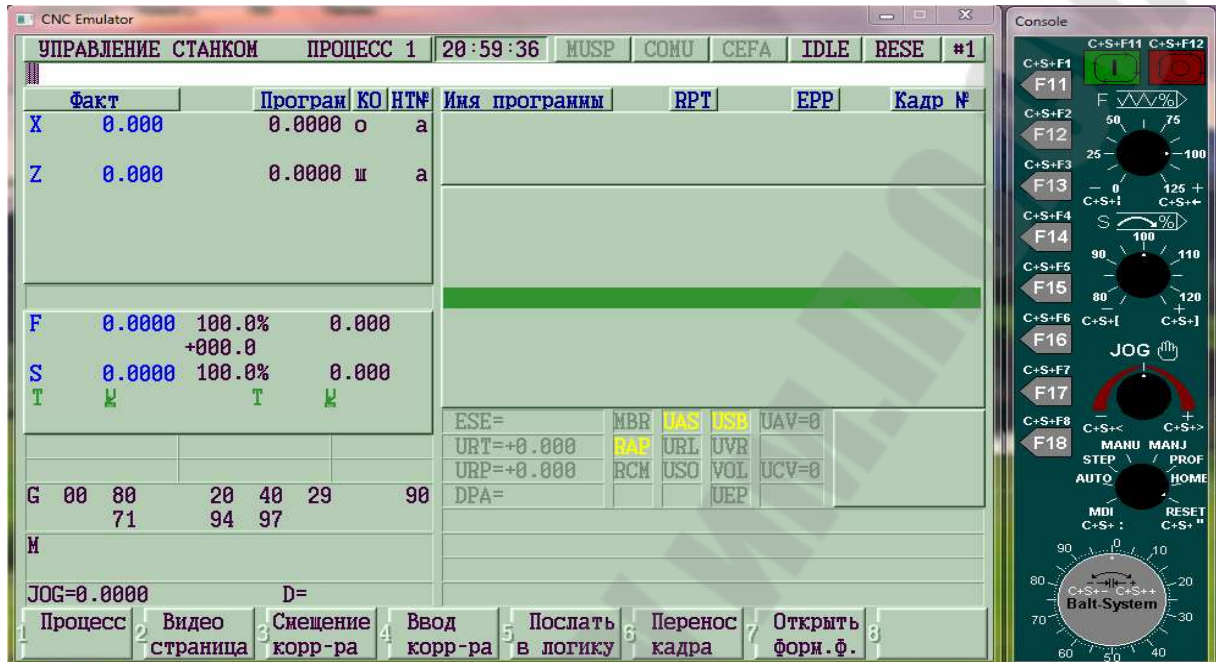 CNC Emulator
УПРАВЛЕНИЕ СТАНКОМ ПРОЦЕСС 1 20:59:36 MUSP COMU CEFA IDLE RESE #1
Факт Програм КО НТ№ Имя программы RPT EPP Кадр №
X 0.000 0.0000 о а
Z 0.000 0.0000 ш а
F 0.0000 100.0% 0.000
+000.0
S 0.0000 100.0% 0.000
T T
ESE= MBR UAS USB UAV=0
URT=+0.000 RAP URL UVR
URP=+0.000 RCM USO VOL UCV=0
DPA= UEP
G 00 80 20 40 29 90
71 94 97
M
JOG=0.0000 D=
1 Процесс 2 Видео страница 3 Смещение корр-ра 4 Ввод корр-ра 5 Послать в логику 6 Перенос кадра 7 Открыть форм.ф. 8
Console
C+S+F11 C+S+F12
C+S+F1
F11
F %
C+S+F2
50 75
F12
25 100
C+S+F3
F13
0 125 +
C+S+← 
C+S+F4
S %
F14
100
90 110
C+S+F5
F15
80 120
C+S+F6
C+S+[ C+S+]
F16
JOG
C+S+F7
F17
C+S+F8
C+S+< C+S+>
F18
MANU MANJ
STEP PROF
AUTO HOME
MDI RESET
C+S+: C+S+"
90 0 10
80 20
C+S+- C+S++
Balt-System
70 30
60 50 40